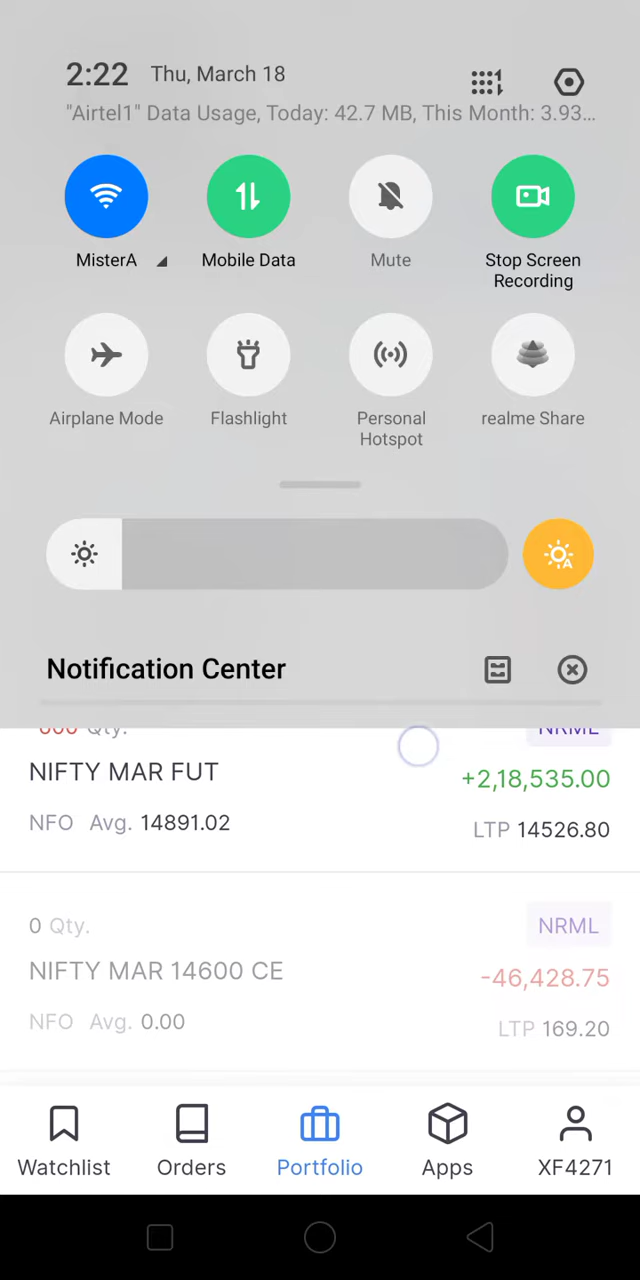 2:22 Thu, March 18
"Airtel1" Data Usage, Today: 42.7 MB, This Month: 3.93...
MisterA Mobile Data Mute Stop Screen Recording
Airplane Mode Flashlight Personal Hotspot realme Share
Notification Center
Qty. NRML
NIFTY MAR FUT +2,18,535.00
NFO Avg. 14891.02 LTP 14526.80
0 Qty. NRML
NIFTY MAR 14600 CE -46,428.75
NFO Avg. 0.00 LTP 169.20
Watchlist Orders Portfolio Apps XF4271